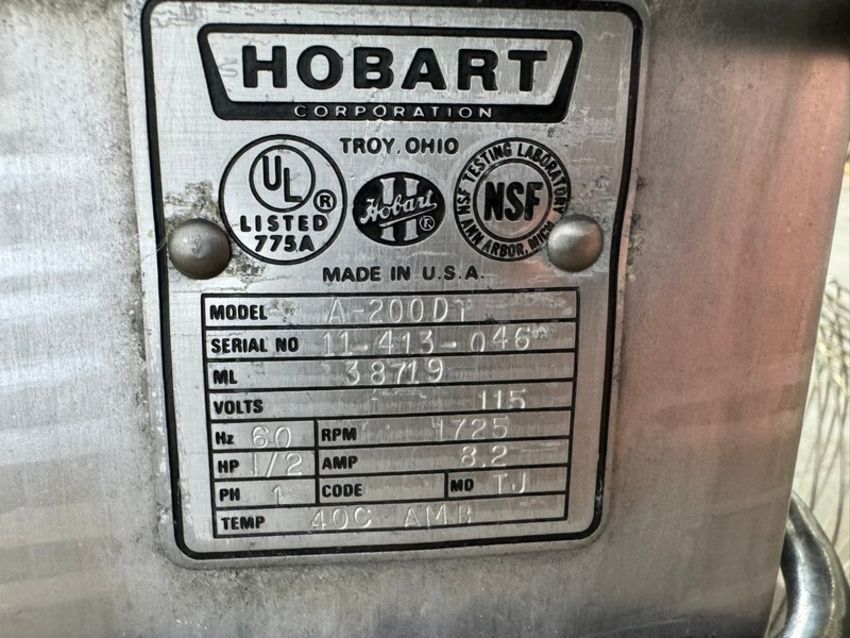 HOBART
CORPORATION
TROY, OHIO
UL ®
LISTED
775A
Hobart ®
H
NSF TESTING LABORATORY
NSF
ANN ARBOR, MICH.
MADE IN U.S.A.
MODEL A-200DT
SERIAL NO 11-413-046
ML 38719
VOLTS 115
Hz 60 RPM 1725
HP 1/2 AMP 8.2
PH 1 CODE MD TJ
TEMP 40C AMB